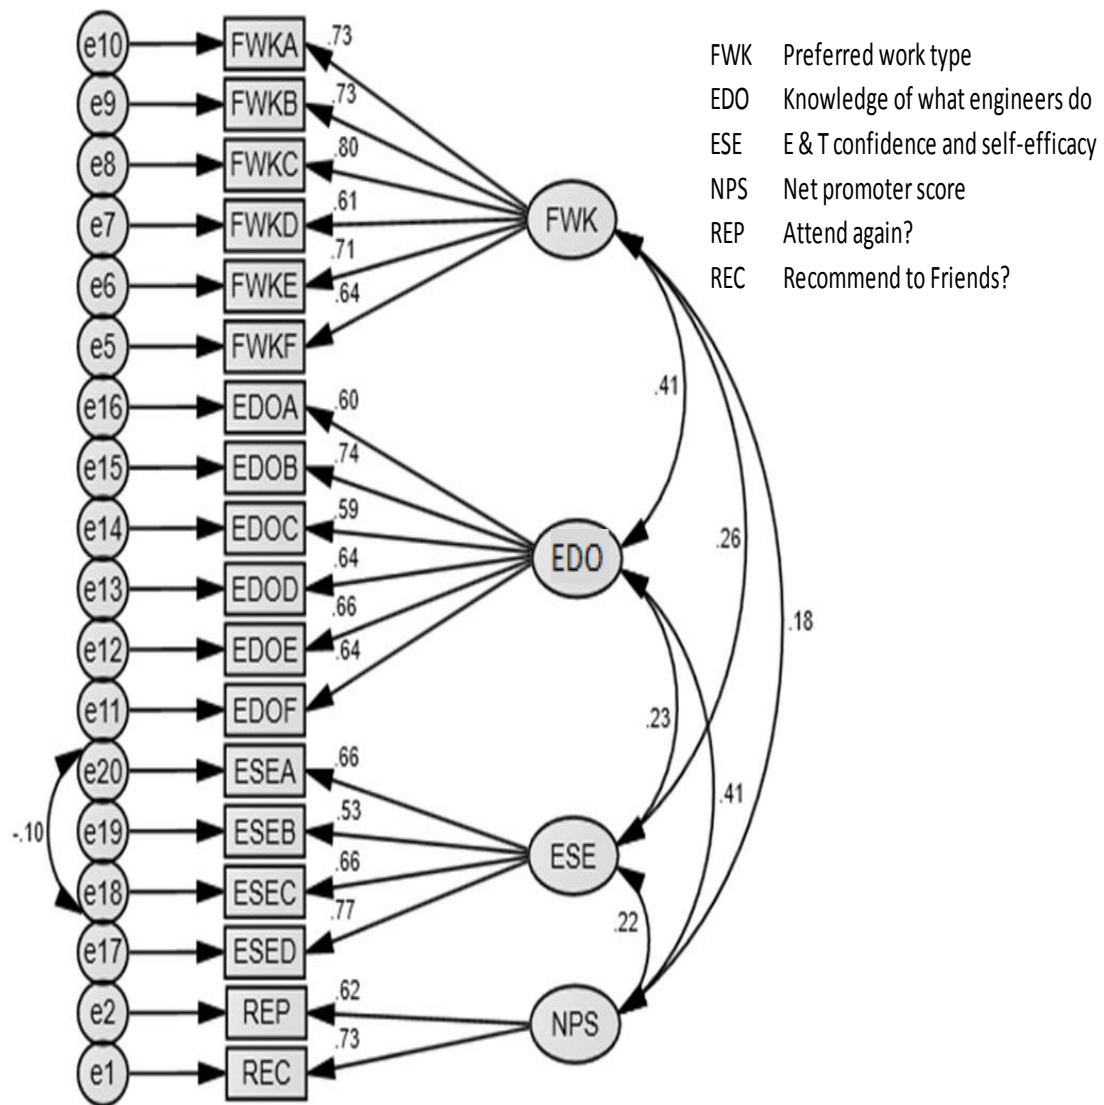 e10 FWKA .73
e9 FWKB .73
e8 FWKC .80
e7 FWKD .61
e6 FWKE .71
e5 FWKF .64
e16 EDOA .60
e15 EDOB .74
e14 EDOC .59
e13 EDOD .64
e12 EDOE .66
e11 EDOF .64
e20 ESEA .66
e19 ESEB .53
e18 ESEC .66
e17 ESED .77
e2 REP .62
e1 REC .73
-.10
FWK
EDO
ESE
NPS
.41
.26
.18
.23
.41
.22
FWK Preferred work type
EDO Knowledge of what engineers do
ESE E & T confidence and self-efficacy
NPS Net promoter score
REP Attend again?
REC Recommend to Friends?